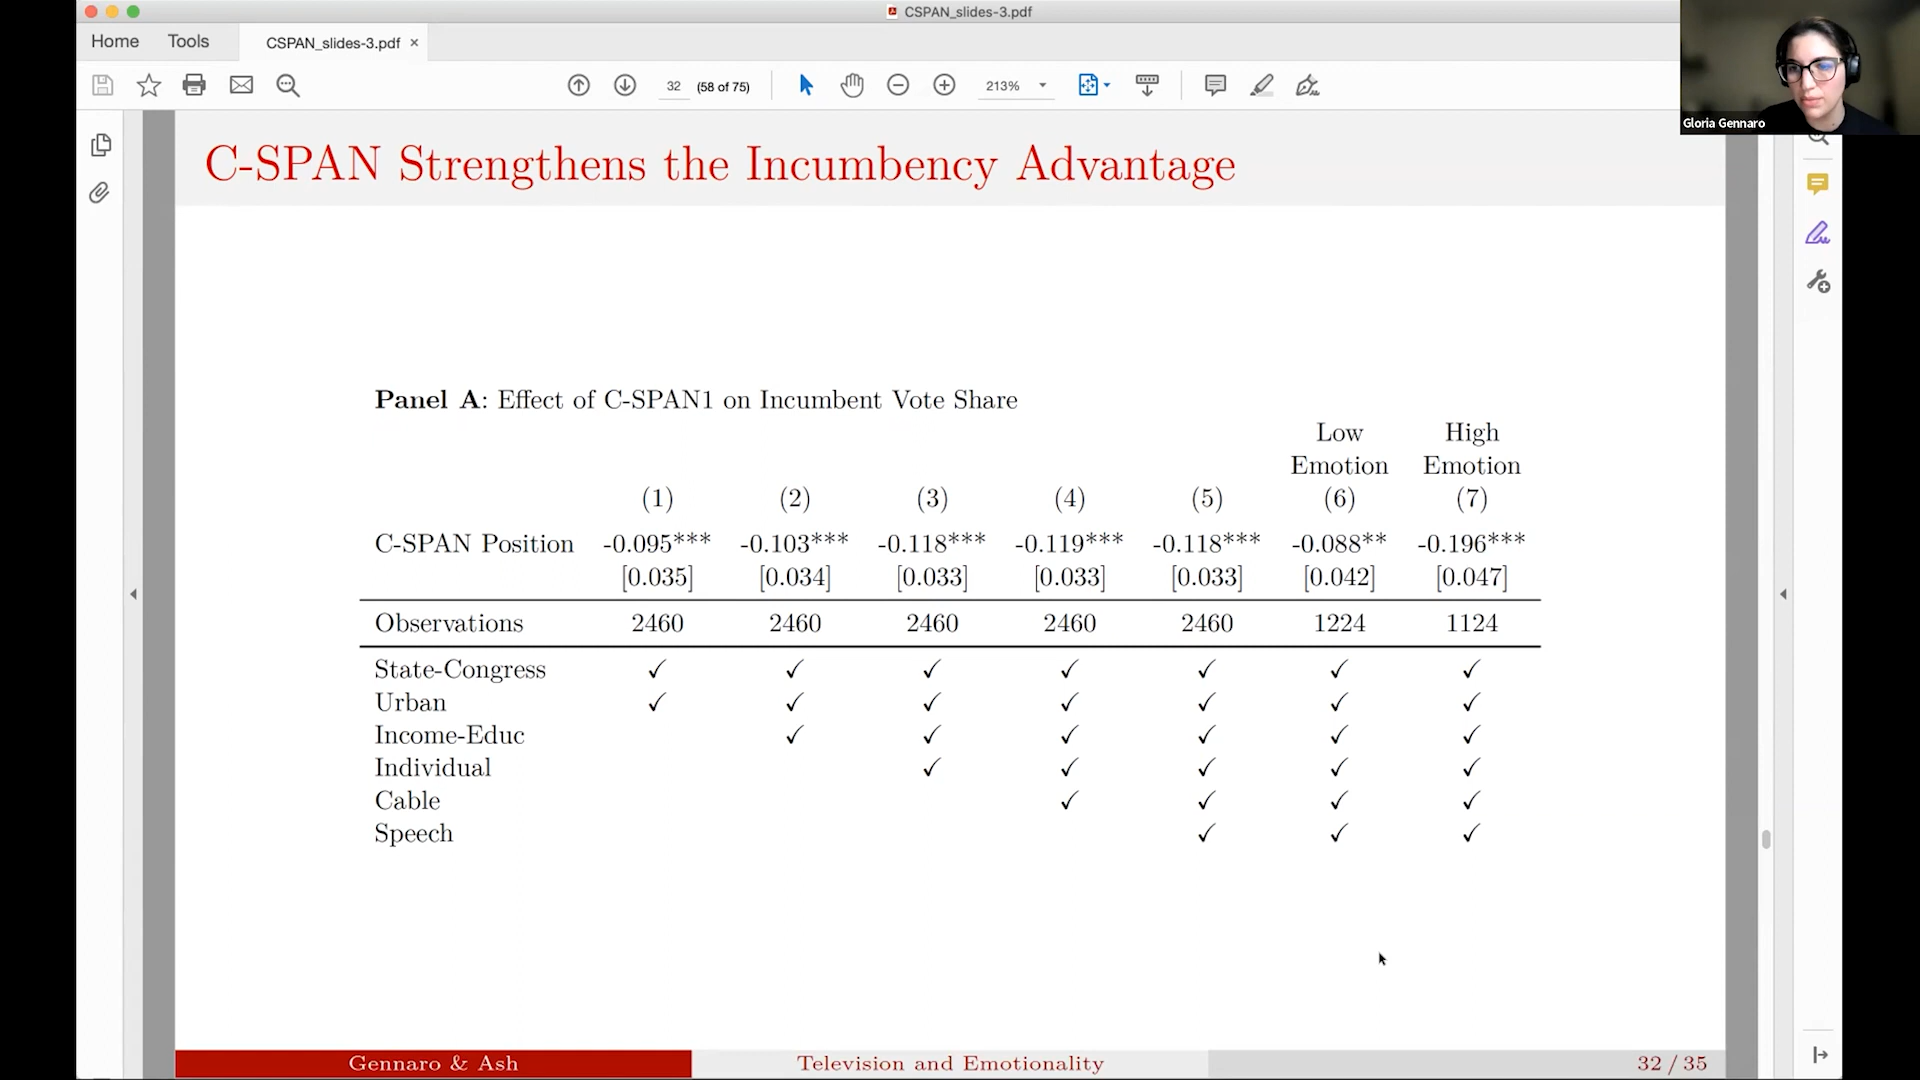 CSPAN_slides-3.pdf
Home Tools CSPAN_slides-3.pdf ×
32 (58 of 75) 213%
Gloria Gennaro
C-SPAN Strengthens the Incumbency Advantage
Panel A: Effect of C-SPAN1 on Incumbent Vote Share
Low High
Emotion Emotion
(1) (2) (3) (4) (5) (6) (7)
C-SPAN Position -0.095*** -0.103*** -0.118*** -0.119*** -0.118*** -0.088** -0.196***
[0.035] [0.034] [0.033] [0.033] [0.033] [0.042] [0.047]
Observations 2460 2460 2460 2460 2460 1224 1124
State-Congress ✓ ✓ ✓ ✓ ✓ ✓ ✓
Urban ✓ ✓ ✓ ✓ ✓ ✓ ✓
Income-Educ ✓ ✓ ✓ ✓ ✓ ✓
Individual ✓ ✓ ✓ ✓ ✓
Cable ✓ ✓ ✓ ✓
Speech ✓ ✓ ✓
Gennaro & Ash Television and Emotionality 32 / 35